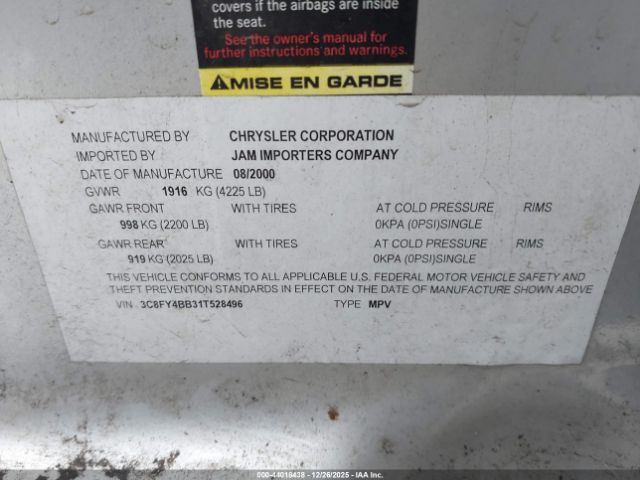 covers if the airbags are inside
the seat.
See the owner's manual for
further instructions and warnings.
⚠MISE EN GARDE
MANUFACTURED BY CHRYSLER CORPORATION
IMPORTED BY JAM IMPORTERS COMPANY
DATE OF MANUFACTURE 08/2000
GVWR 1916 KG (4225 LB)
GAWR FRONT WITH TIRES AT COLD PRESSURE RIMS
998 KG (2200 LB) 0KPA (0PSI)SINGLE
GAWR REAR WITH TIRES AT COLD PRESSURE RIMS
919 KG (2025 LB) 0KPA (0PSI)SINGLE
THIS VEHICLE CONFORMS TO ALL APPLICABLE U.S. FEDERAL MOTOR VEHICLE SAFETY AND
THEFT PREVENTION STANDARDS IN EFFECT ON THE DATE OF MANUFACTURE SHOWN ABOVE
VIN 3C8FY4BB31T528496 TYPE MPV
000-44016438 - 12/26/2025 - IAA Inc.